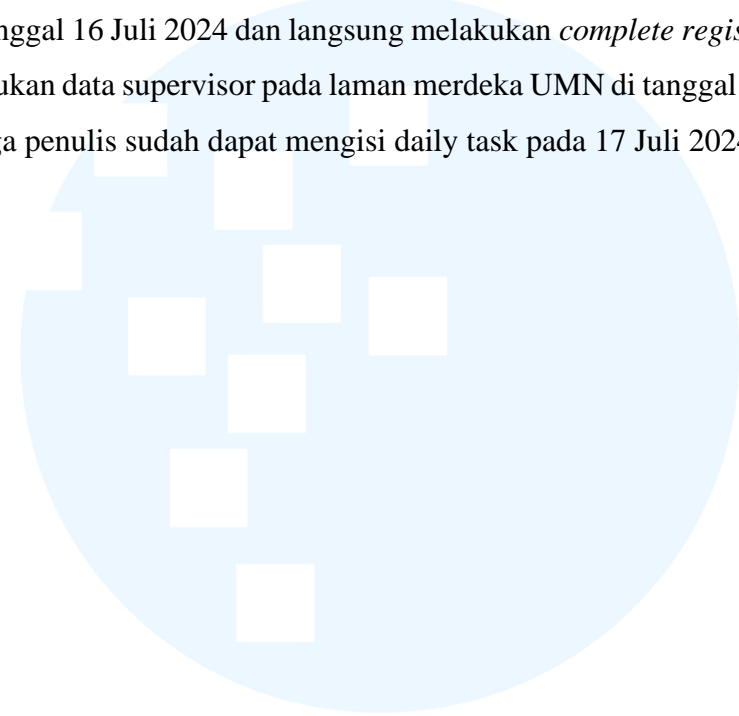 nggal 16 Juli 2024 dan langsung melakukan complete regis
ukan data supervisor pada laman merdeka UMN di tanggal
ga penulis sudah dapat mengisi daily task pada 17 Juli 2024